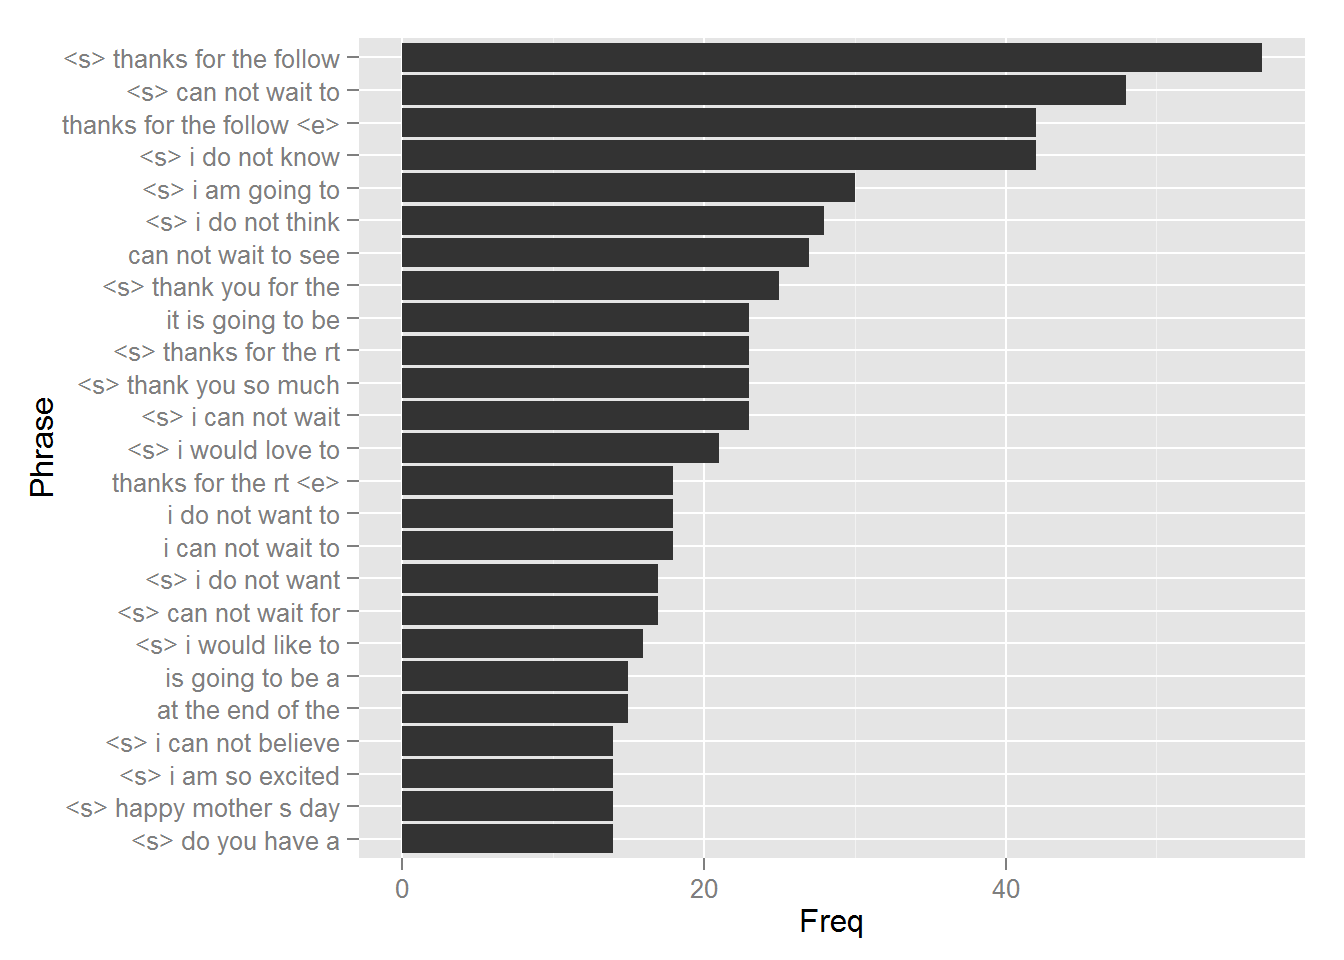 <s> thanks for the follow
<s> can not wait to
thanks for the follow <e>
<s> i do not know
<s> i am going to
<s> i do not think
can not wait to see
<s> thank you for the
it is going to be
<s> thanks for the rt
<s> thank you so much
<s> i can not wait
<s> i would love to
thanks for the rt <e>
i do not want to
i can not wait to
<s> i do not want
<s> can not wait for
<s> i would like to
is going to be a
at the end of the
<s> i can not believe
<s> i am so excited
<s> happy mother s day
<s> do you have a
Phrase
0 20 40
Freq